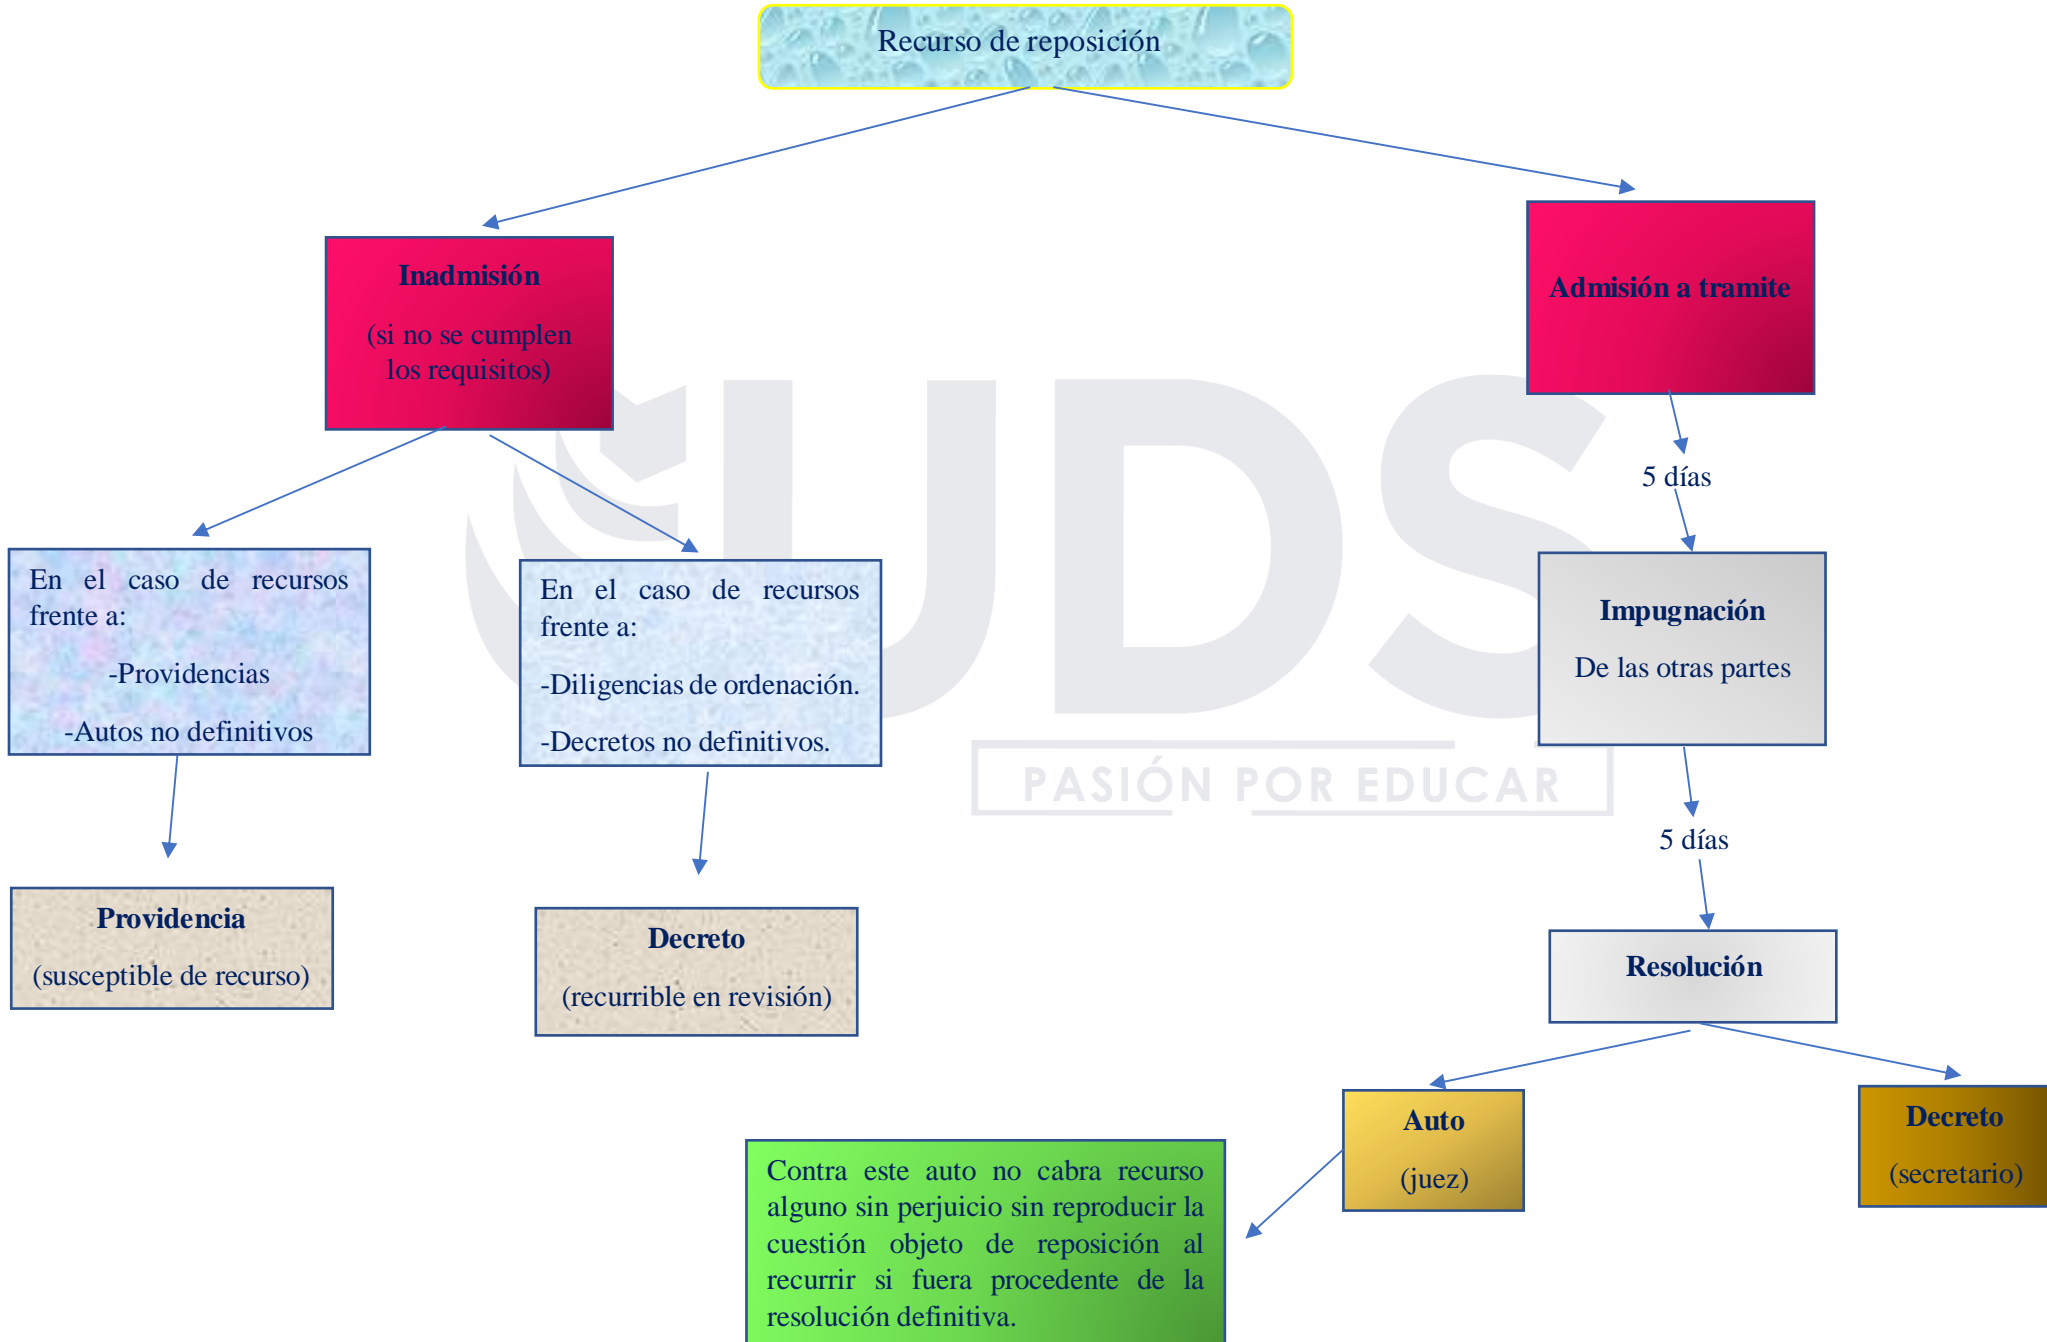 Recurso de reposición
Inadmisión
(si no se cumplen
los requisitos)
Admisión a tramite
5 días
En el caso de recursos
frente a:
-Providencias
-Autos no definitivos
En el caso de recursos
frente a:
-Diligencias de ordenación.
-Decretos no definitivos.
Impugnación
De las otras partes
UDS
PASIÓN POR EDUCAR
5 días
Providencia
(susceptible de recurso)
Decreto
(recurrible en revisión)
Resolución
Auto
(juez)
Decreto
(secretario)
Contra este auto no cabra recurso
alguno sin perjuicio sin reproducir la
cuestión objeto de reposición al
recurrir si fuera procedente de la
resolución definitiva.